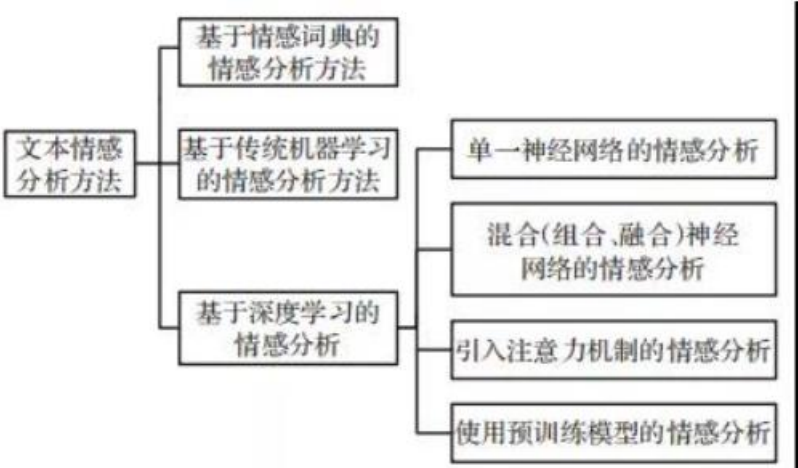 文本情感
分析方法
基于情感词典的
情感分析方法
基于传统机器学习
的情感分析方法
基于深度学习的
情感分析
单一神经网络的情感分析
混合(组合、融合)神经
网络的情感分析
引入注意力机制的情感分析
使用预训练模型的情感分析